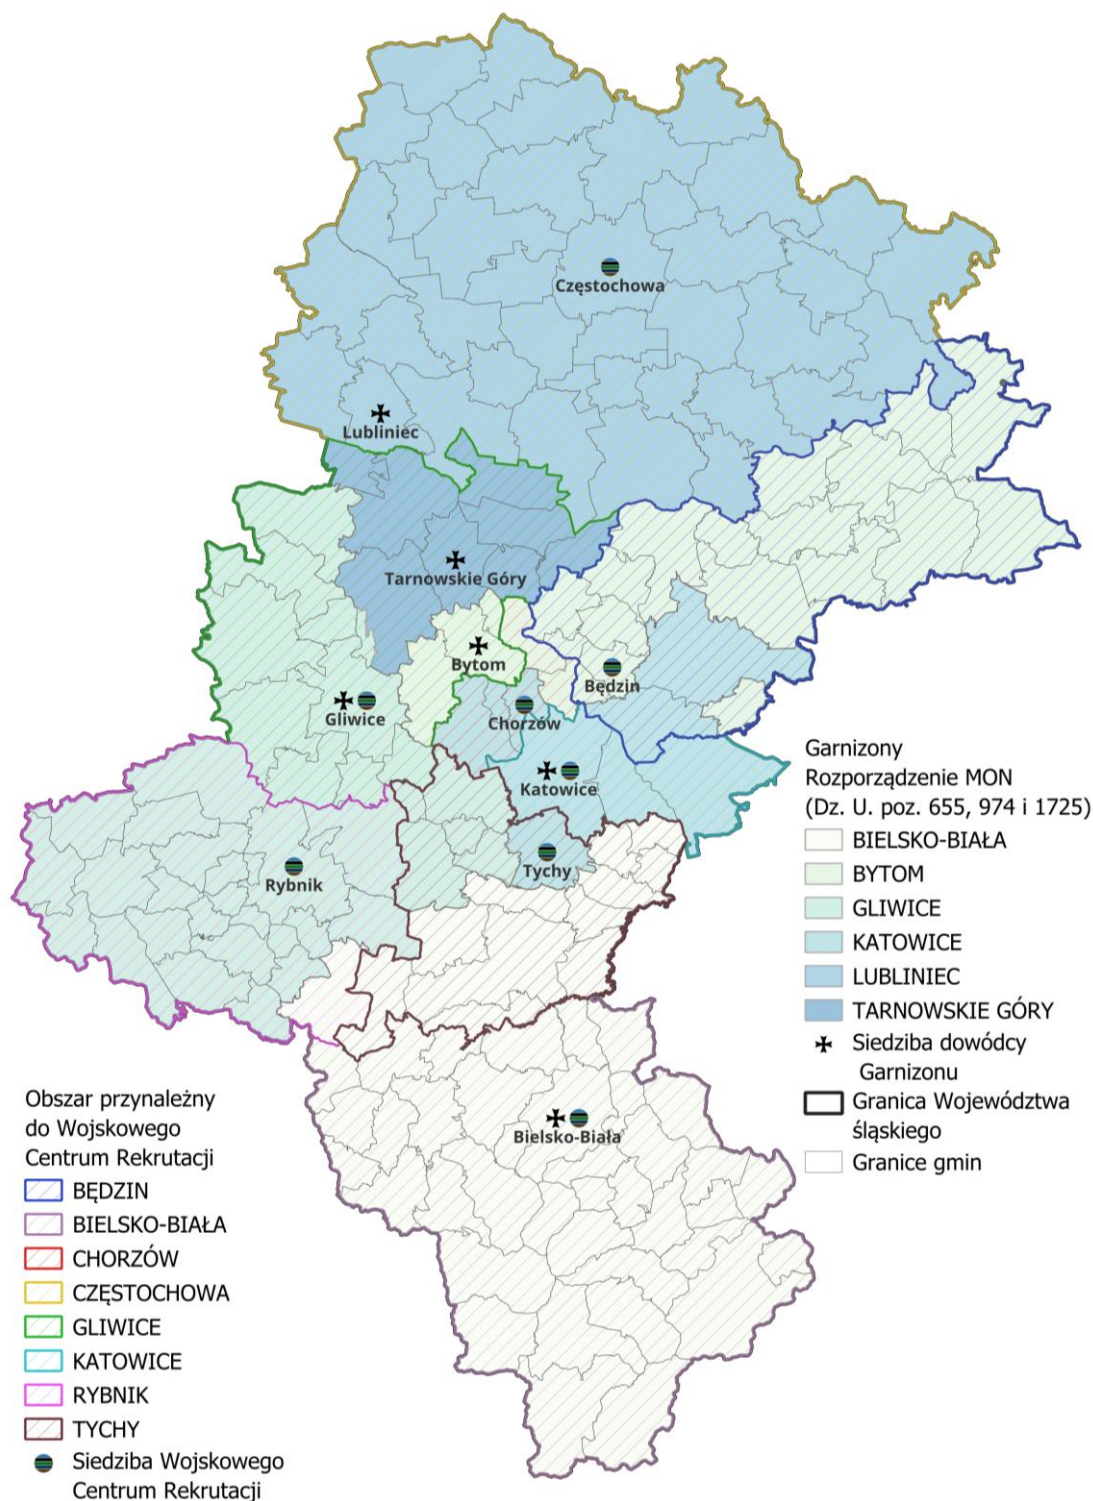 Częstochowa
Lubliniec
Tarnowskie Góry
Bytom
Będzin
Gliwice
Chorzów
Katowice
Tychy
Rybnik
Bielsko-Biała
Garnizony
Rozporządzenie MON
(Dz. U. poz. 655, 974 i 1725)
BIELSKO-BIAŁA
BYTOM
GLIWICE
KATOWICE
LUBLINIEC
TARNOWSKIE GÓRY
Siedziba dowódcy
Garnizonu
Granica Województwa
śląskiego
Granice gmin
Obszar przynależny
do Wojskowego
Centrum Rekrutacji
BĘDZIN
BIELSKO-BIAŁA
CHORZÓW
CZĘSTOCHOWA
GLIWICE
KATOWICE
RYBNIK
TYCHY
Siedziba Wojskowego
Centrum Rekrutacji